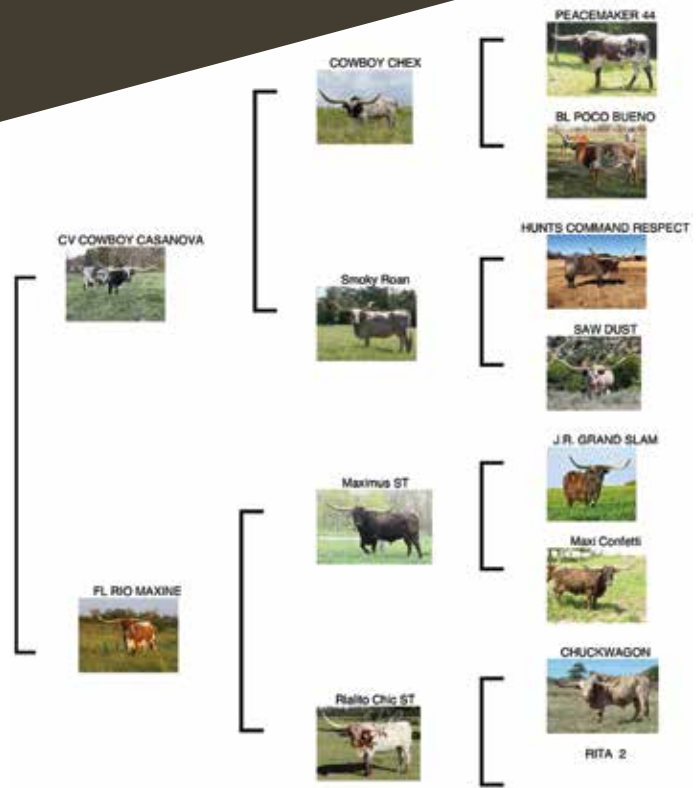 PEACEMAKER 44
COWBOY CHEX
BL POCO BUENO
CV COWBOY CASANOVA
HUNTS COMMAND RESPECT
Smoky Roan
SAW DUST
J.R. GRAND SLAM
Maximus ST
Maxi Confetti
FL RIO MAXINE
CHUCKWAGON
Rialto Chic ST
RITA 2